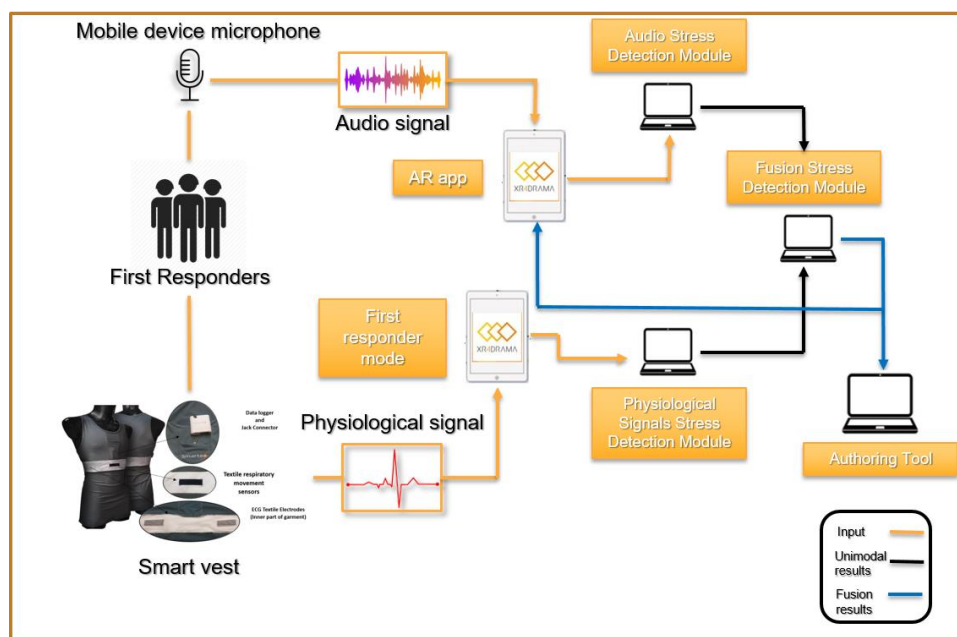 Mobile device microphone
Audio signal
Audio Stress
Detection Module
AR app
XR4DRAMA
Fusion Stress
Detection Module
First Responders
First
responder
mode
XR4DRAMA
Physiological signal
Physiological
Signals Stress
Detection Module
Authoring Tool
Data logger
and
Jack Connector
Textile respiratory
movement
sensors
ECG Textile Electrodes
(Inner part of garment)
Smart vest
Input
Unimodal
results
Fusion
results